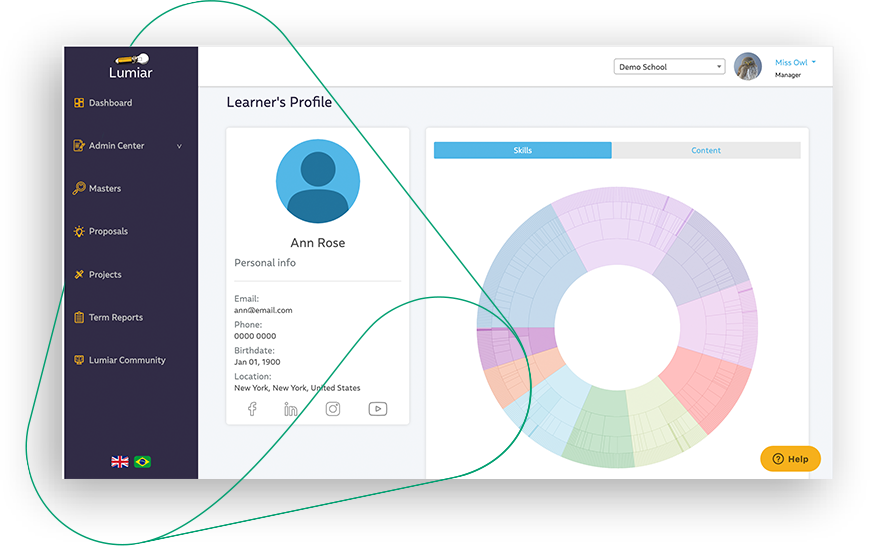 Lumiar
Dashboard
Admin Center
Masters
Proposals
Projects
Term Reports
Lumiar Community
Demo School
Miss Owl
Manager
Learner's Profile
Ann Rose
Personal info
Email:
ann@email.com
Phone:
0000 0000
Birthdate:
Jan 01, 1900
Location:
New York, New York, United States
Skills
Content
Help